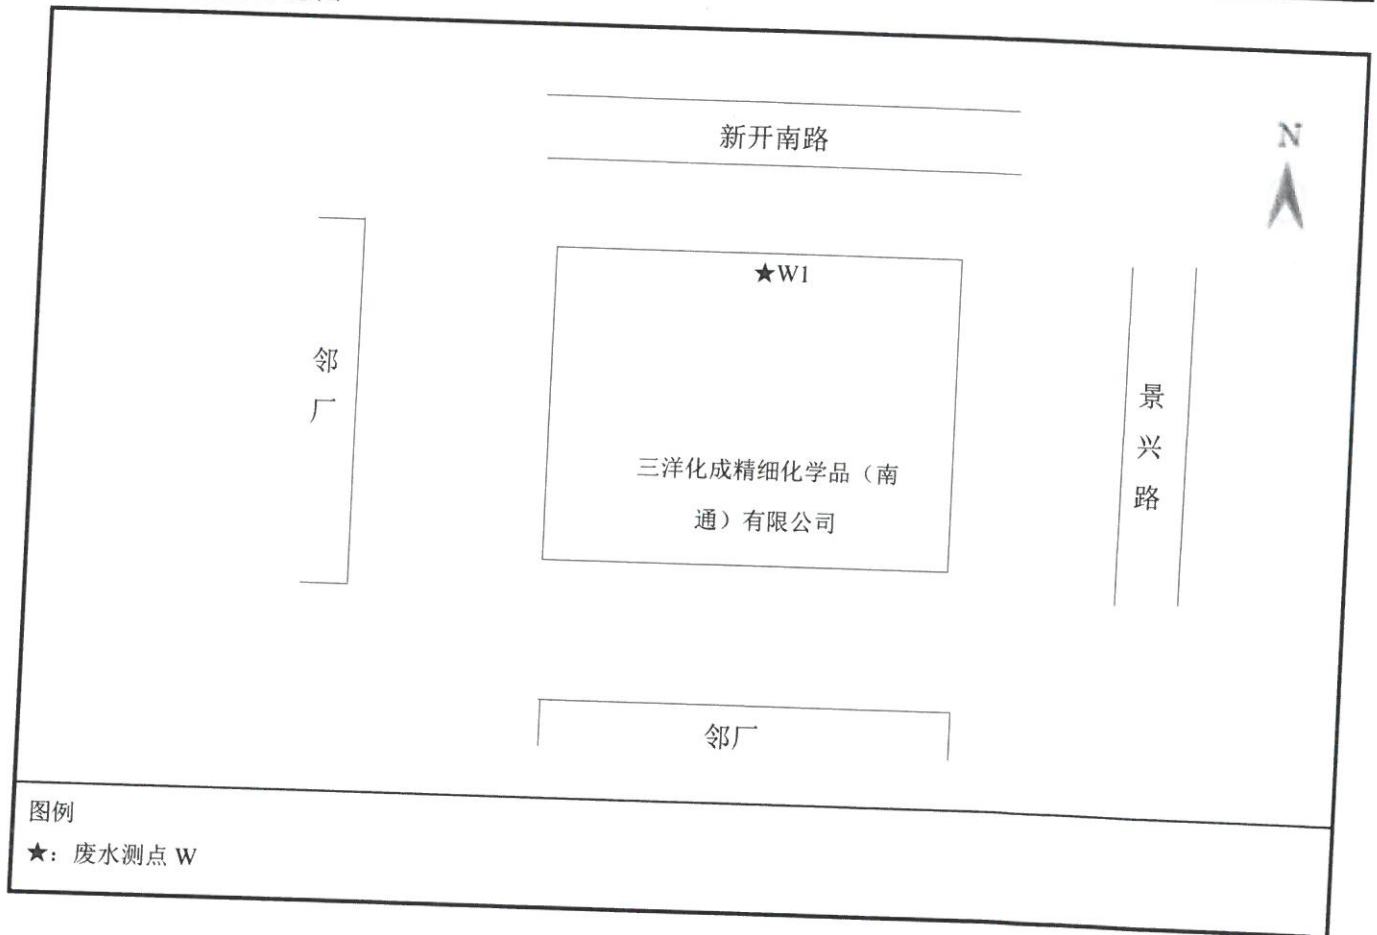 新开南路
N
★W1
邻
厂
景
兴
路
三洋化成精细化学品（南
通）有限公司
邻厂
图例
★：废水测点 W